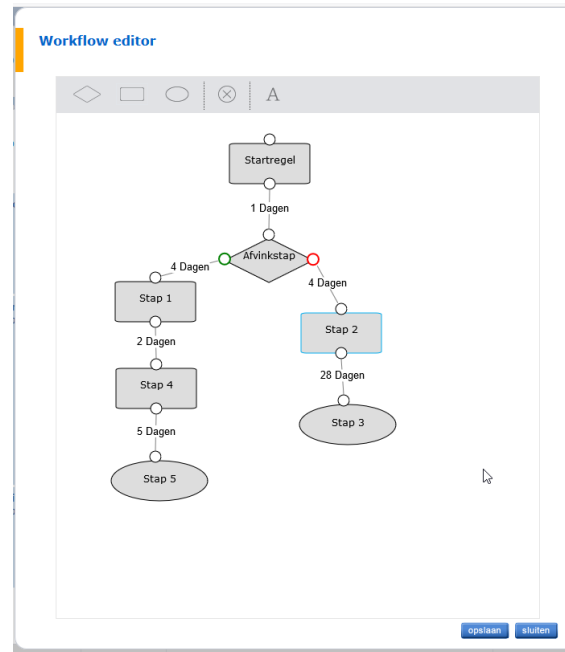 Workflow editor
A
Startregel
1 Dagen
Afvinkstap
4 Dagen
4 Dagen
Stap 1
Stap 2
2 Dagen
28 Dagen
Stap 4
Stap 3
5 Dagen
Stap 5
opslaan
sluiten